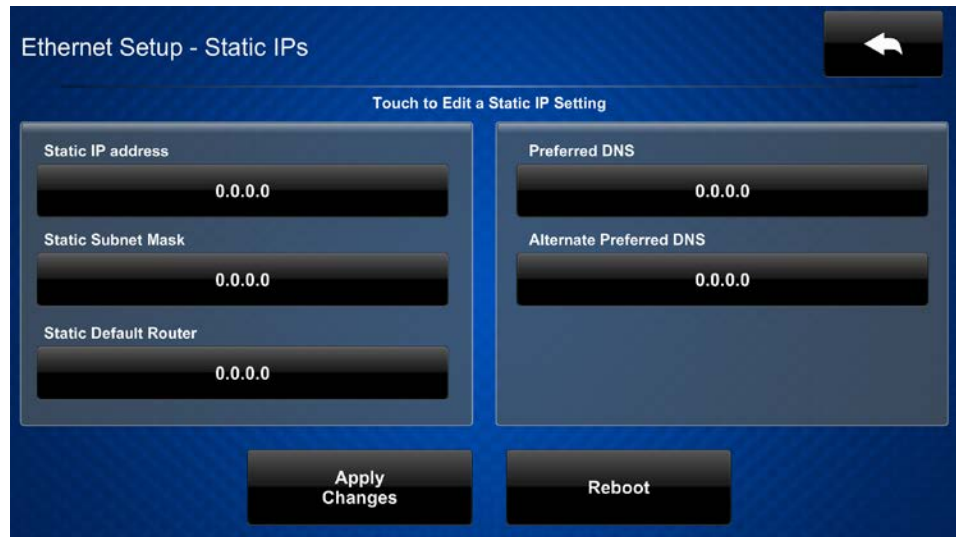 Ethernet Setup - Static IPs
Touch to Edit a Static IP Setting
Static IP address
0.0.0.0
Static Subnet Mask
0.0.0.0
Static Default Router
0.0.0.0
Preferred DNS
0.0.0.0
Alternate Preferred DNS
0.0.0.0
Apply
Changes
Reboot